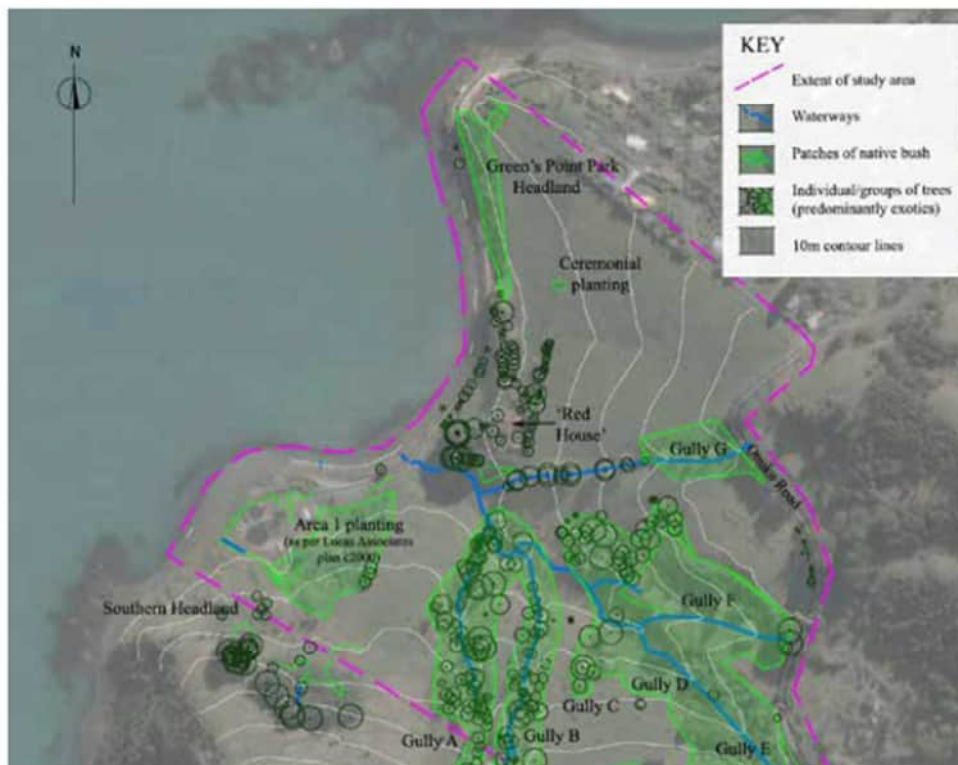 N
KEY
Extent of study area
Waterways
Patches of native bush
Individual/groups of trees
(predominantly exotics)
10m contour lines
Green's Point Park
Headland
Ceremonial
planting
'Red
House'
Gully G
Onuku Road
Area 1 planting
(as per Lucas Associates
plan c2000)
Southern Headland
Gully F
Gully D
Gully C
Gully A
Gully B
Gully E